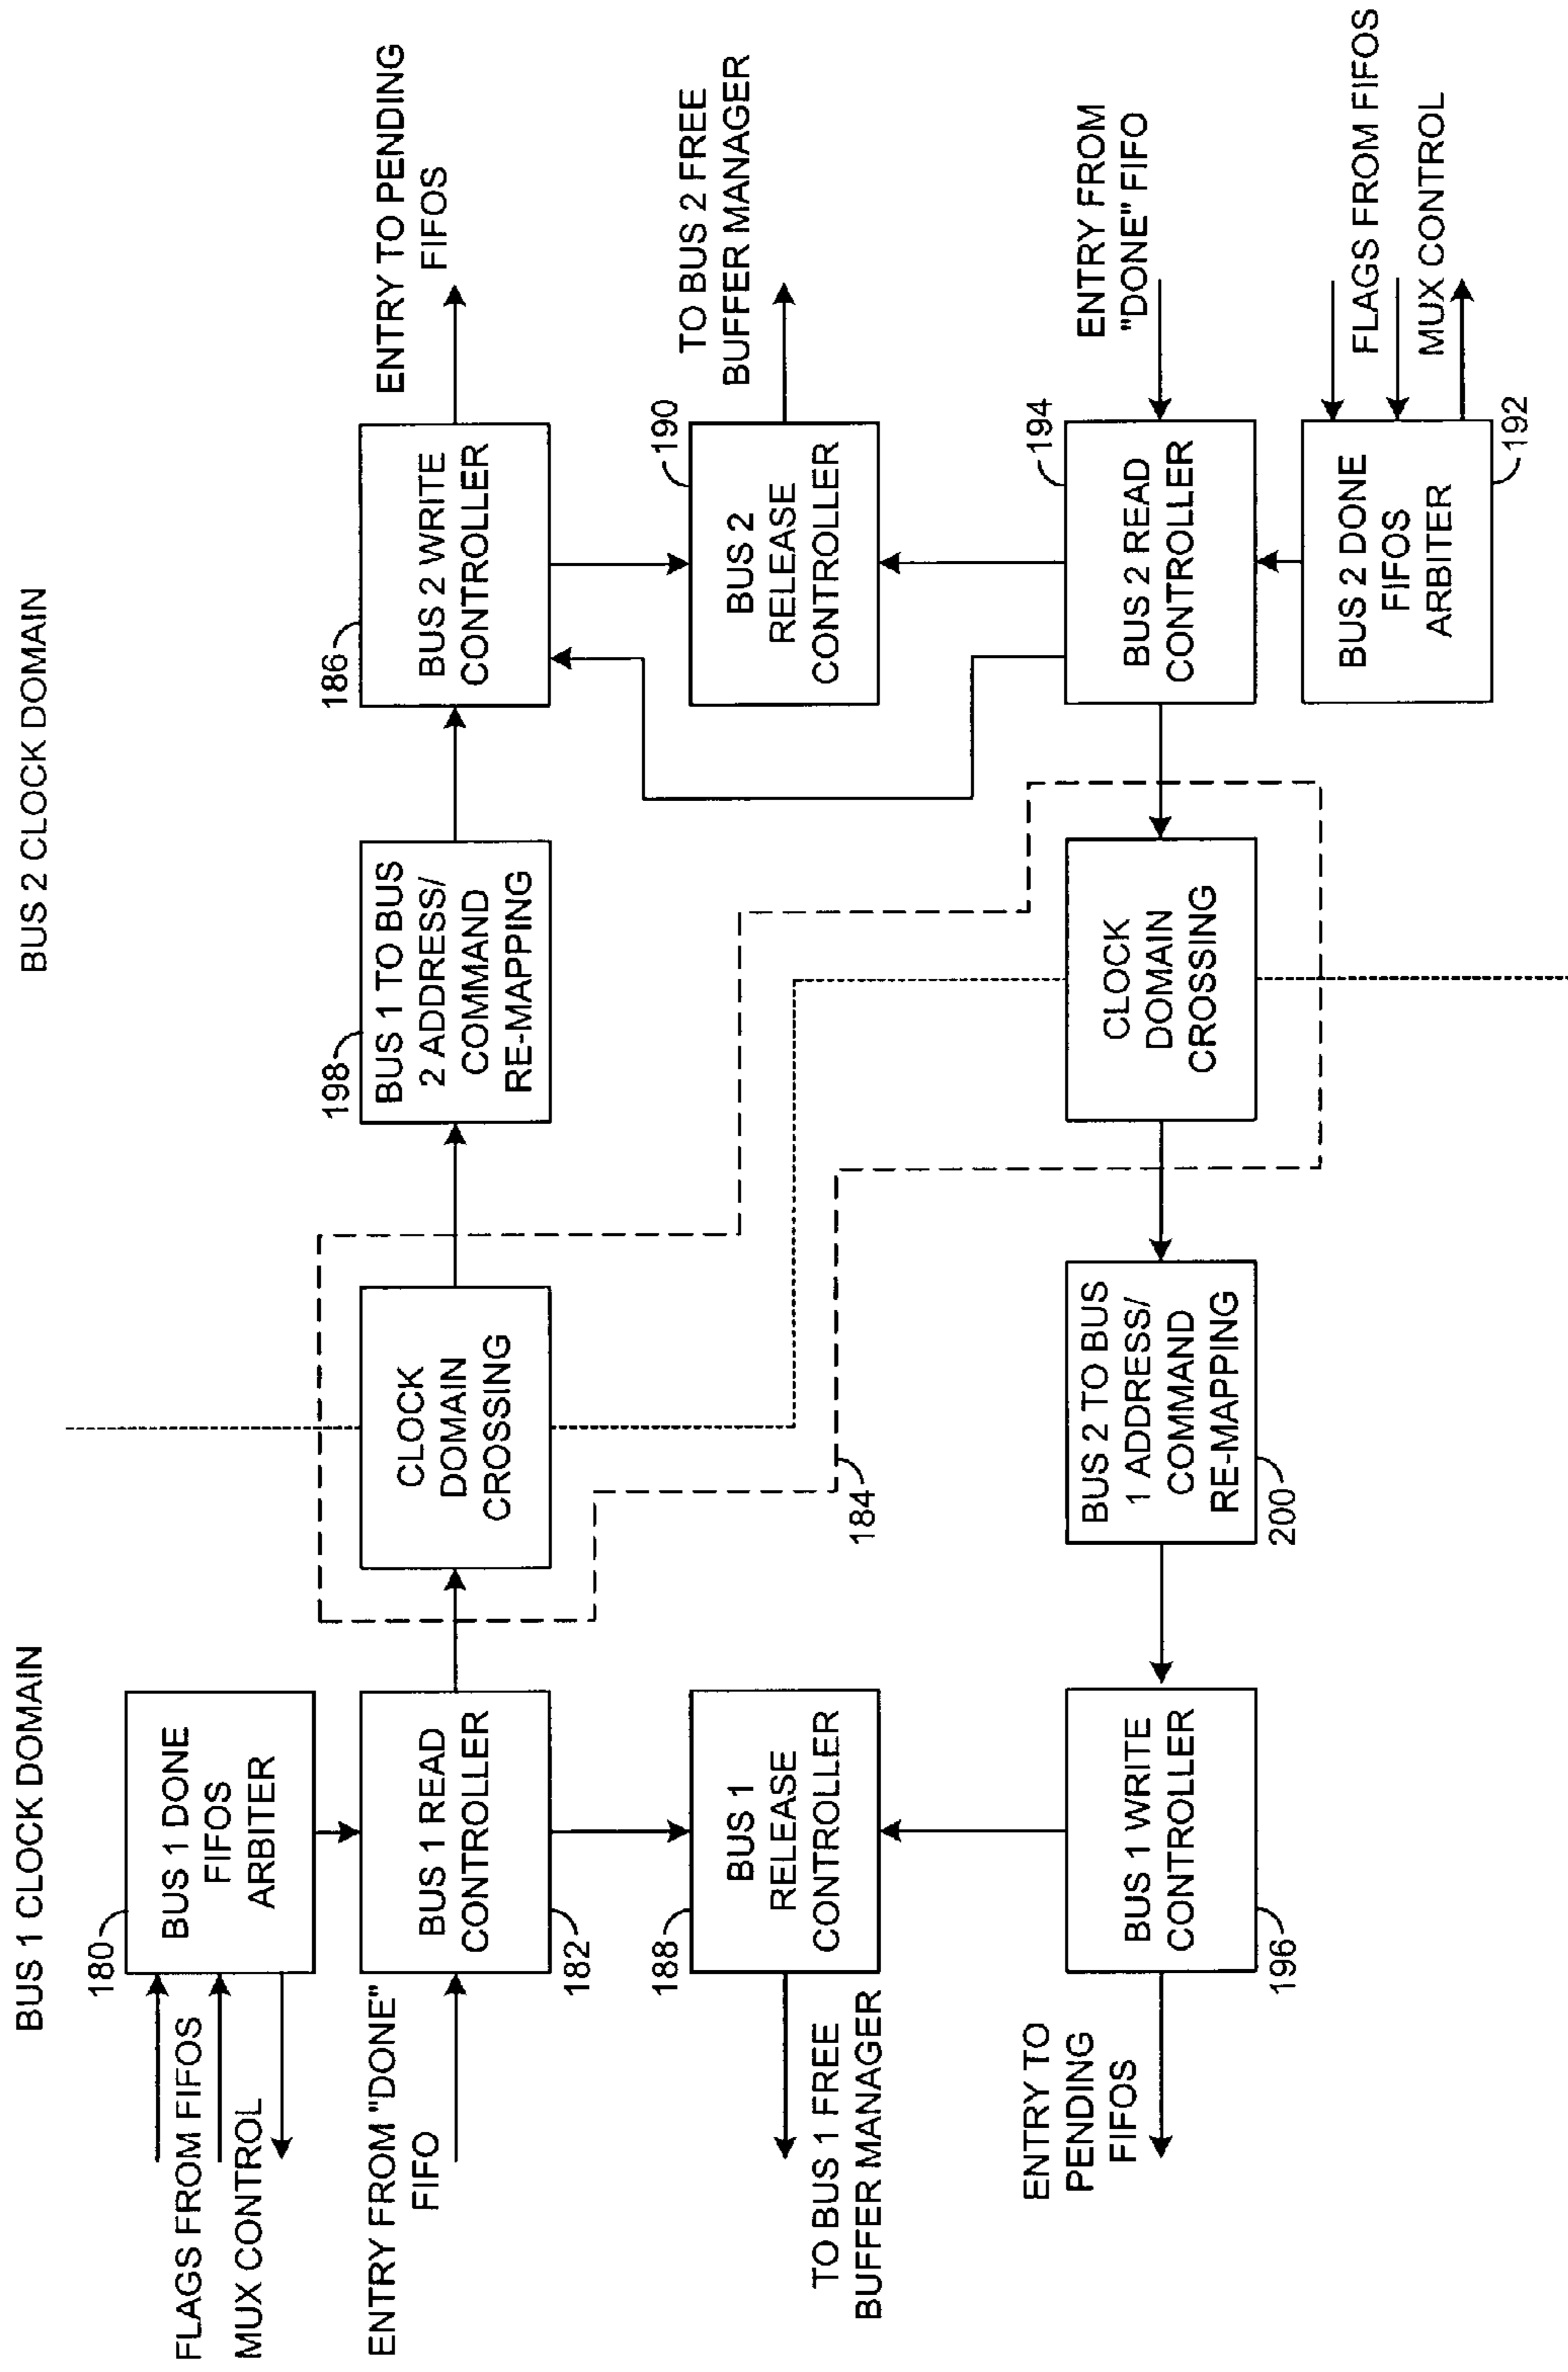 BUS 1 CLOCK DOMAIN
BUS 2 CLOCK DOMAIN
FLAGS FROM FIFOS
MUX CONTROL
180
BUS 1 DONE
FIFOS
ARBITER
ENTRY FROM "DONE"
FIFO
BUS 1 READ
CONTROLLER
182
CLOCK
DOMAIN
CROSSING
198
BUS 1 TO BUS
2 ADDRESS/
COMMAND
RE-MAPPING
186
BUS 2 WRITE
CONTROLLER
ENTRY TO PENDING
FIFOS
TO BUS 1 FREE
BUFFER MANAGER
188
BUS 1
RELEASE
CONTROLLER
184
190
BUS 2
RELEASE
CONTROLLER
TO BUS 2 FREE
BUFFER MANAGER
ENTRY TO
PENDING
FIFOS
BUS 1 WRITE
CONTROLLER
196
BUS 2 TO BUS
1 ADDRESS/
COMMAND
RE-MAPPING
200
CLOCK
DOMAIN
CROSSING
194
BUS 2 READ
CONTROLLER
ENTRY FROM
"DONE" FIFO
BUS 2 DONE
FIFOS
ARBITER
192
FLAGS FROM FIFOS
MUX CONTROL